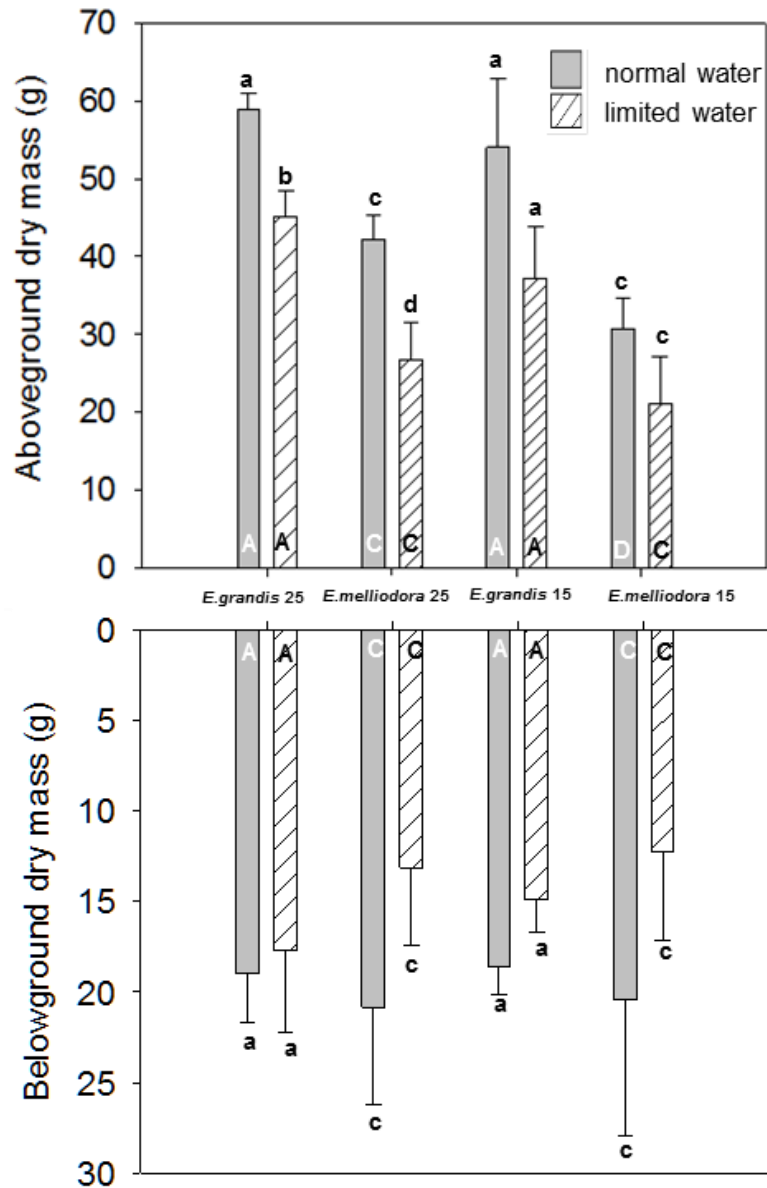 Aboveground dry mass (g)
70
60
50
40
30
20
10
0
normal water
limited water
a
b
c
d
a
a
c
c
A
A
C
C
A
A
D
C
E.grandis 25
E.melliodora 25
E.grandis 15
E.melliodora 15
Belowground dry mass (g)
0
5
10
15
20
25
30
A
A
C
C
A
A
C
C
a
a
c
c
a
a
c
c